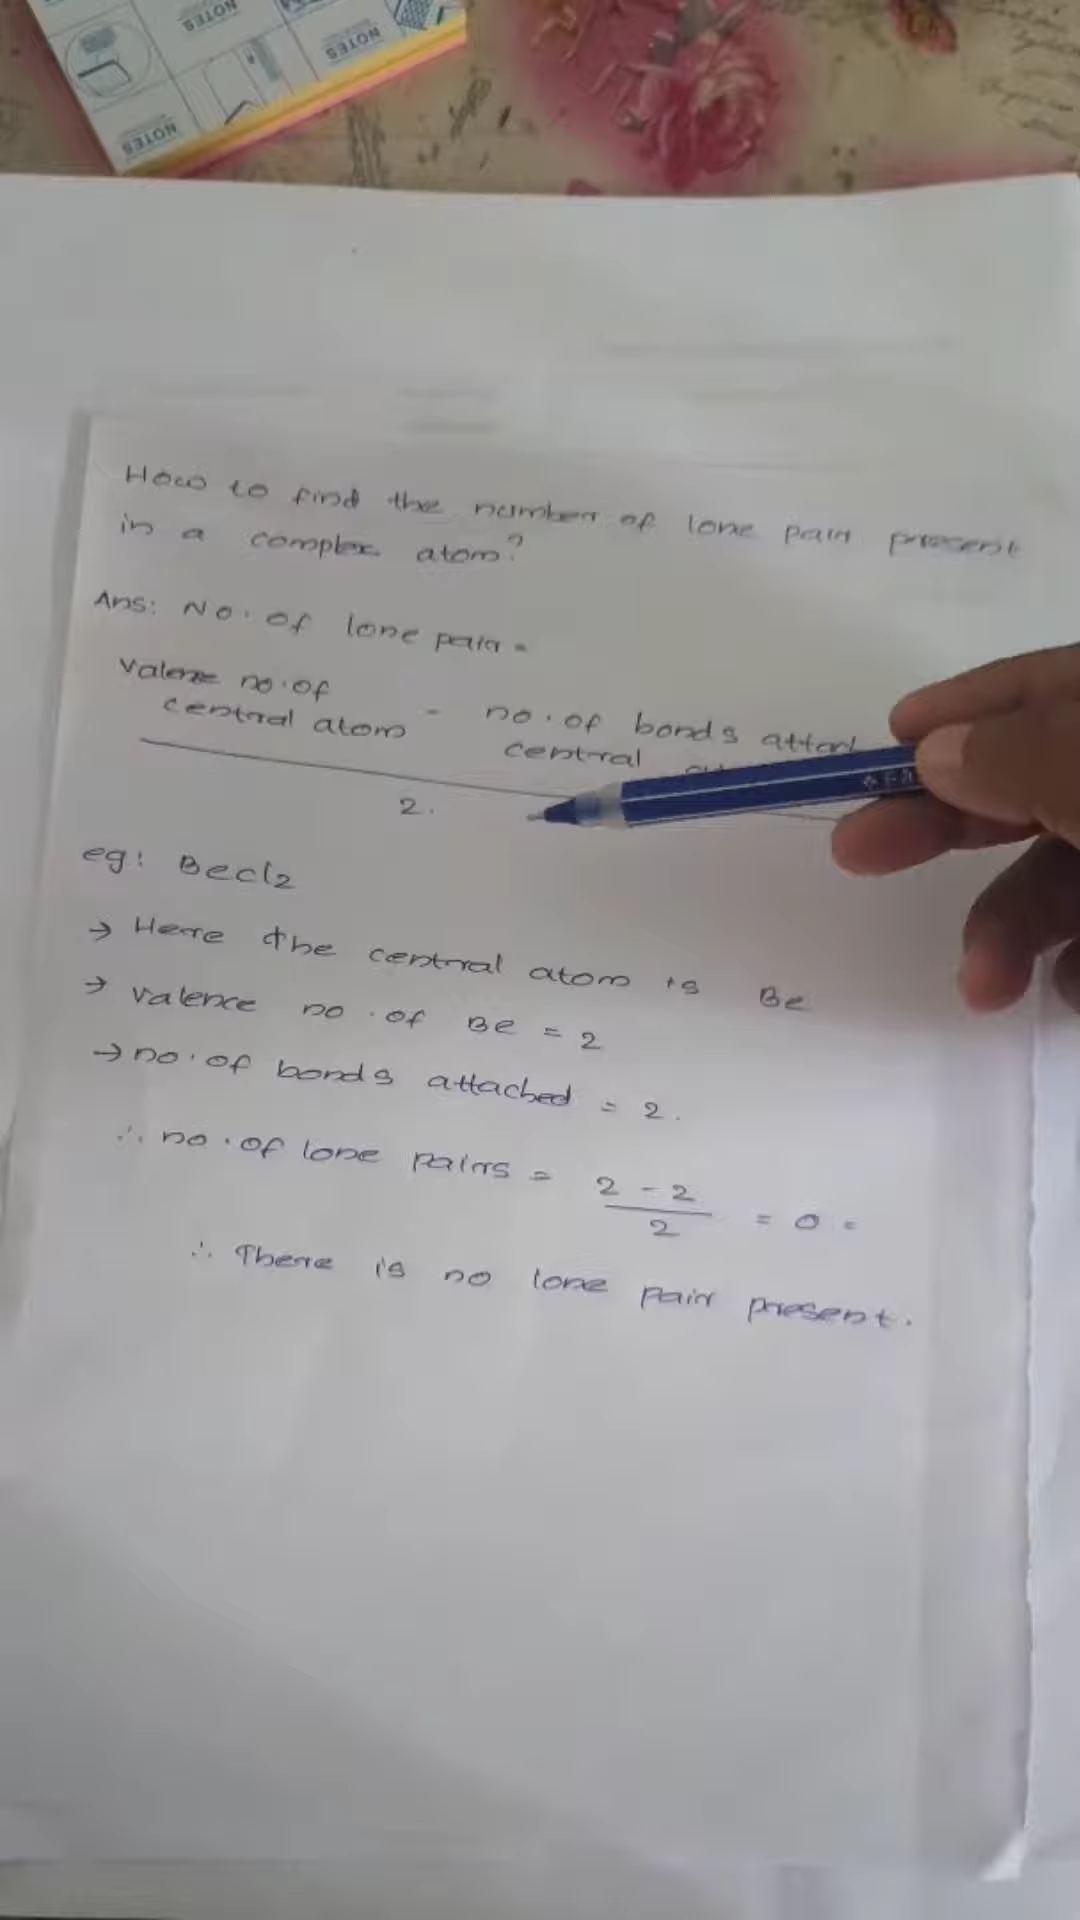 NOTES
NOTES
NOTES
How to find the number of lone pair present
in a complex atom?
Ans: No. of lone pair =
Valence no. of
central atom - no. of bonds
central
2.
eg: Becl2
→ Here the central atom is Be
→ Valence no. of Be = 2
→ no. of bonds attached = 2.
∴ no. of lone pairs = 2 - 2 / 2 = 0
∴ There is no lone pair present.